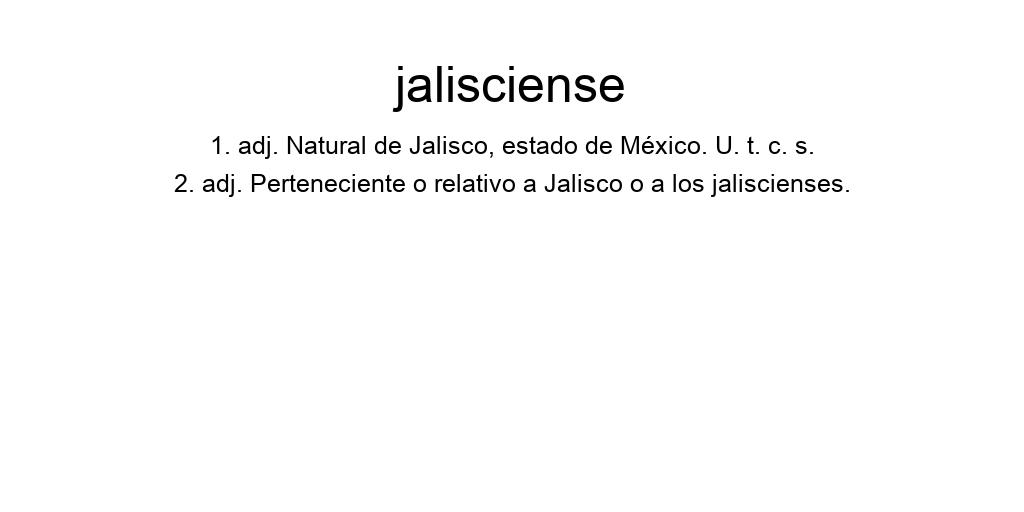 jalisciense
1. adj. Natural de Jalisco, estado de México. U. t. c. s.
2. adj. Perteneciente o relativo a Jalisco o a los jaliscienses.